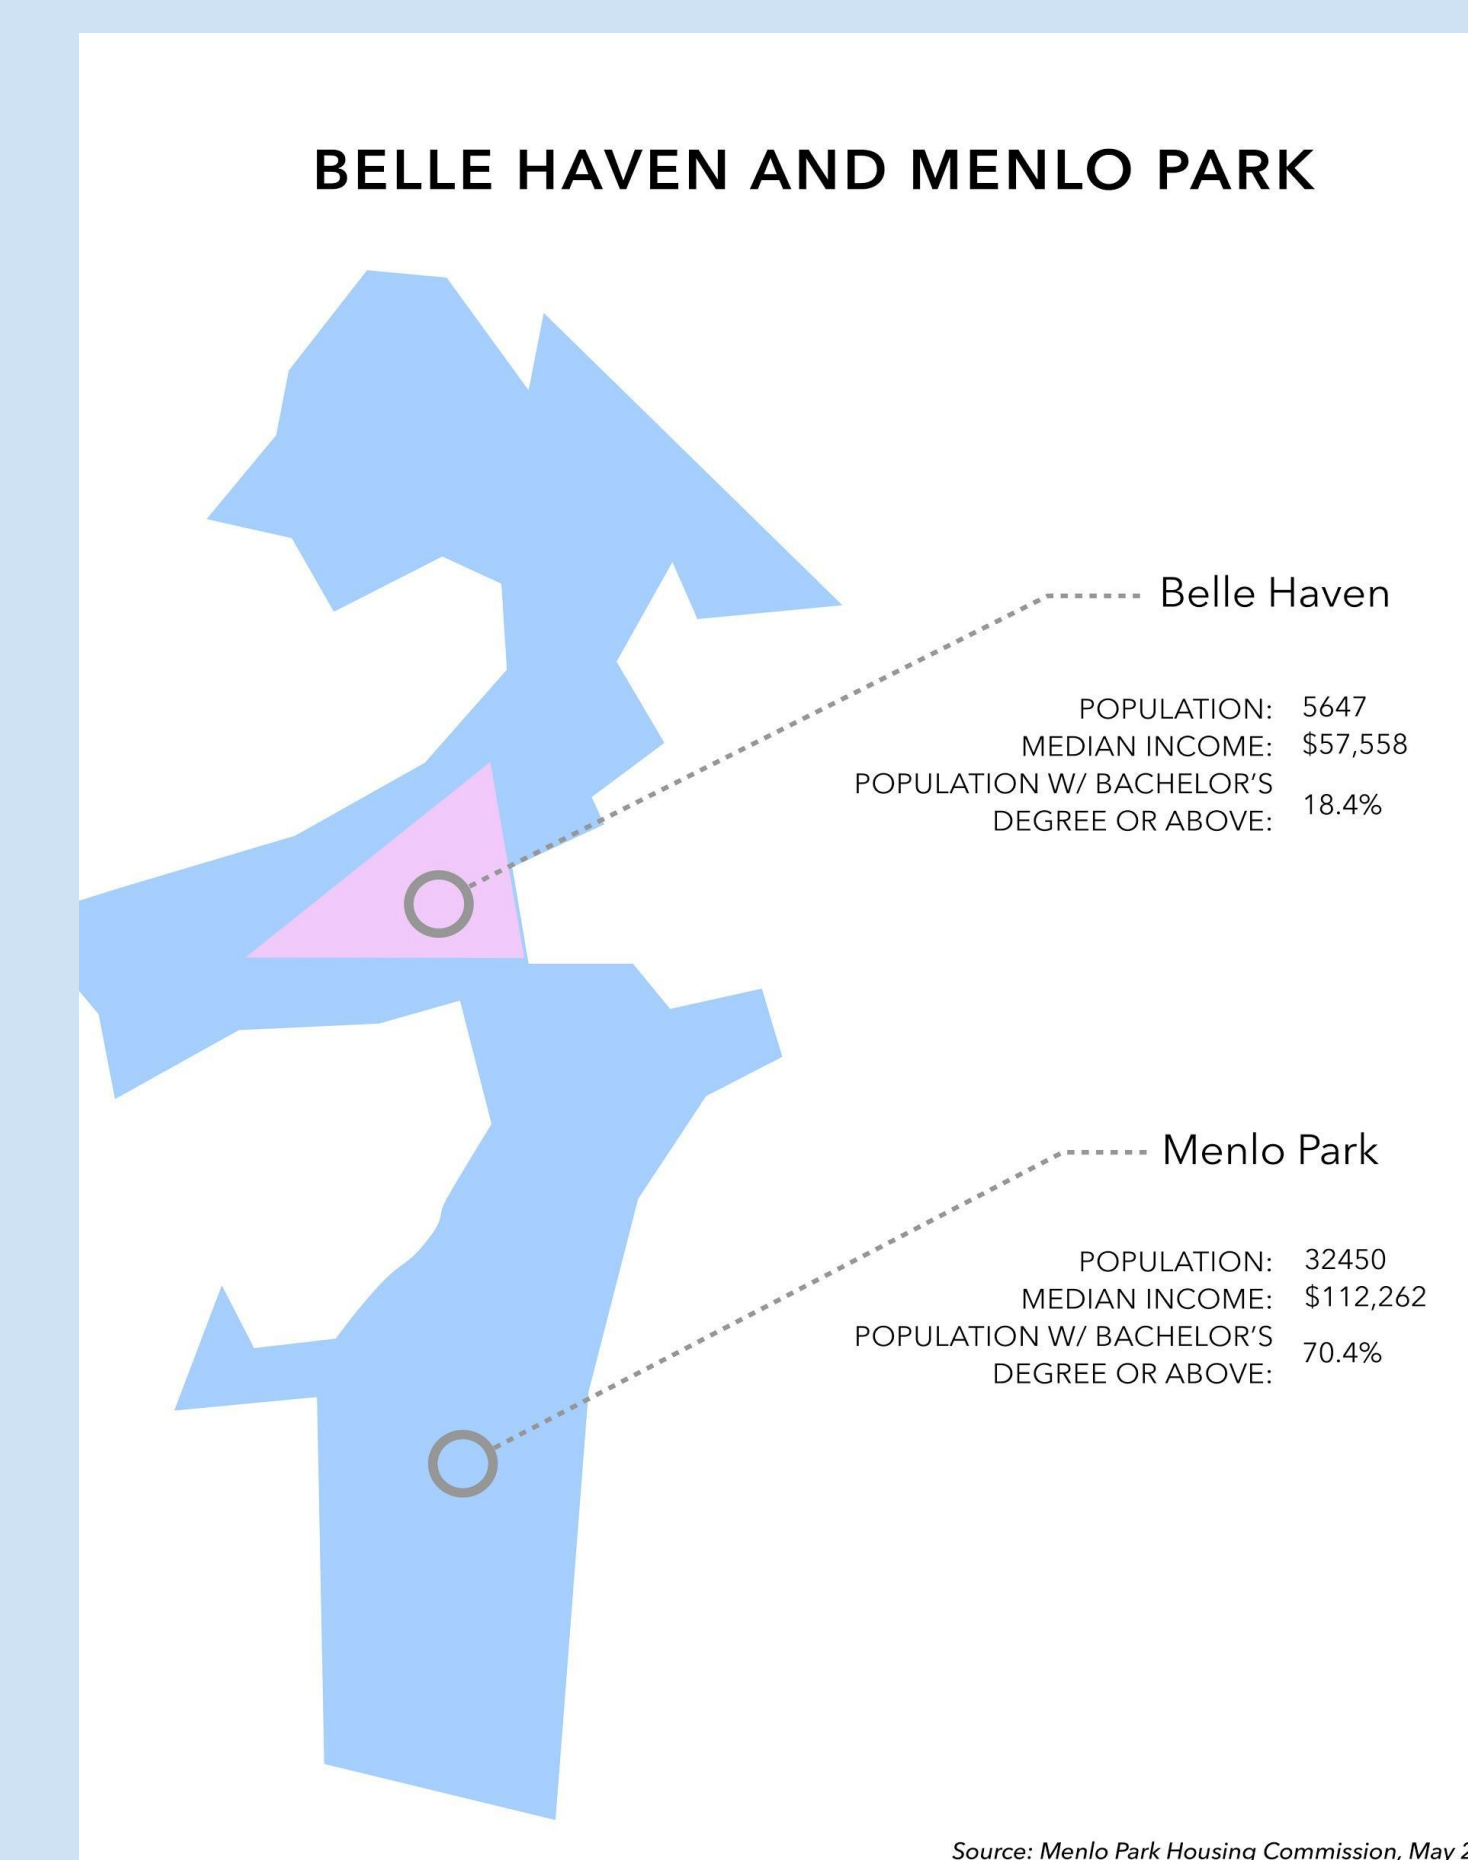 BELLE HAVEN AND MENLO PARK
Belle Haven
POPULATION: 5647
MEDIAN INCOME: $57,558
POPULATION W/ BACHELOR'S
DEGREE OR ABOVE: 18.4%
Menlo Park
POPULATION: 32450
MEDIAN INCOME: $112,262
POPULATION W/ BACHELOR'S
DEGREE OR ABOVE: 70.4%
Source: Menlo Park Housing Commission, May